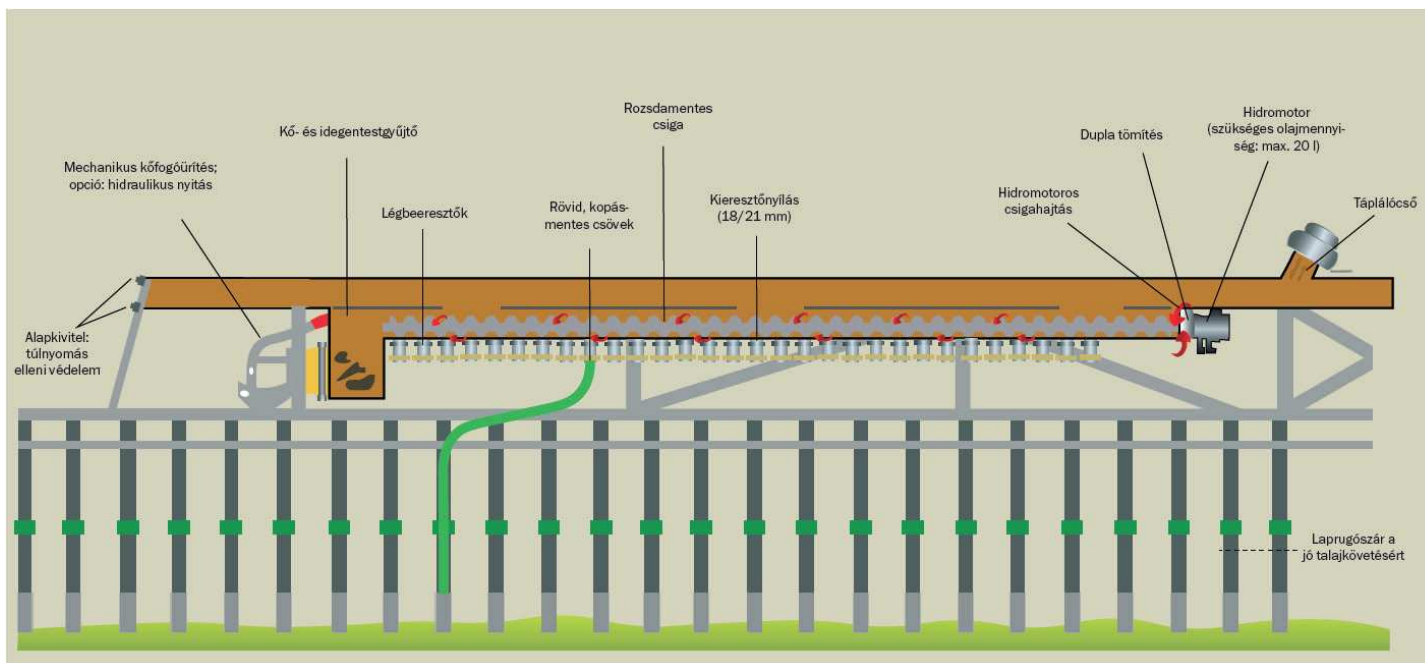 Rozsdamentes
csiga
Hidromotor
(szükséges olajmennyi-
ség: max. 20 l)
Kő- és idegentestgyűjtő
Dupla tömítés
Mechanikus kőfogóürítés;
opció: hidraulikus nyitás
Légbeeresztők
Rövid, kopás-
mentes csövek
Kieresztőnyílás
(18/21 mm)
Hidromotoros
csigahajtás
Táplálócső
Alapkivitel:
túlnyomás
elleni védelem
Laprugószár a
jó talajkövetésért